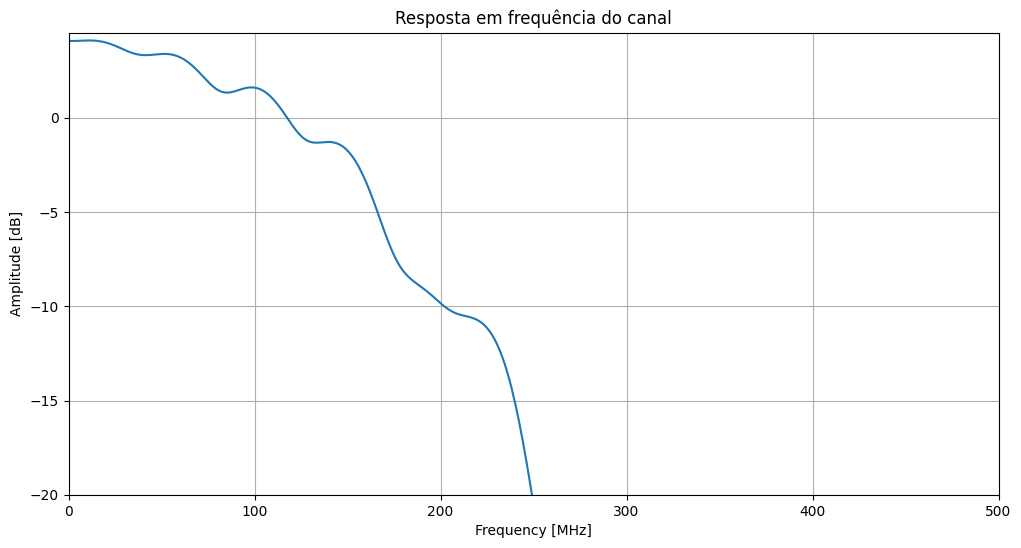 Resposta em frequência do canal
Amplitude [dB]
0
−5
−10
−15
−20
0 100 200 300 400 500
Frequency [MHz]